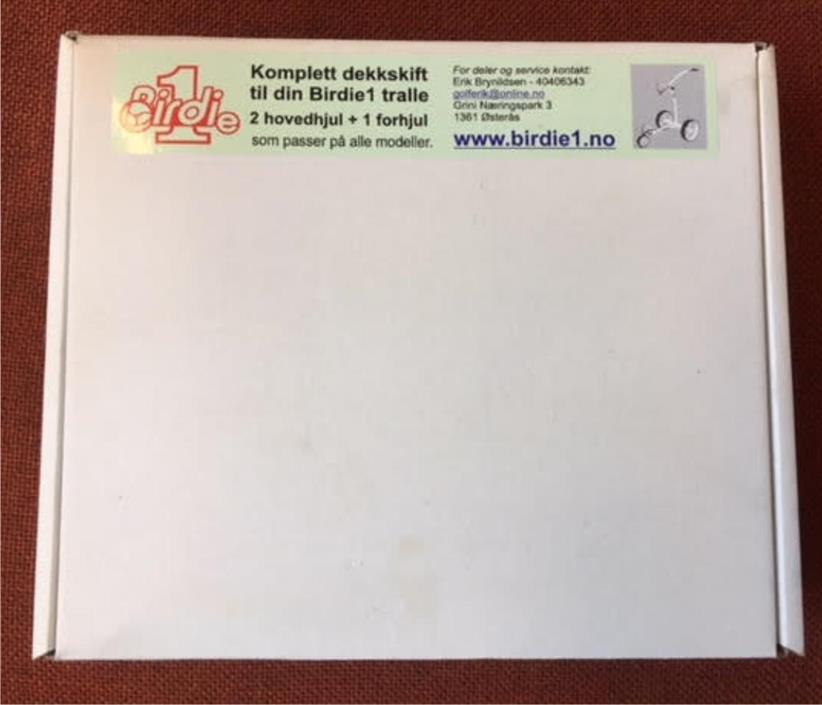 Birdie 1
Komplett dekkskift
til din Birdie1 tralle
2 hovedhjul + 1 forhjul
som passer på alle modeller.
For deler og service kontakt:
Erik Brynildsen - 40406343
golferik@online.no
Grini Næringspark 3
1361 Østerås
www.birdie1.no